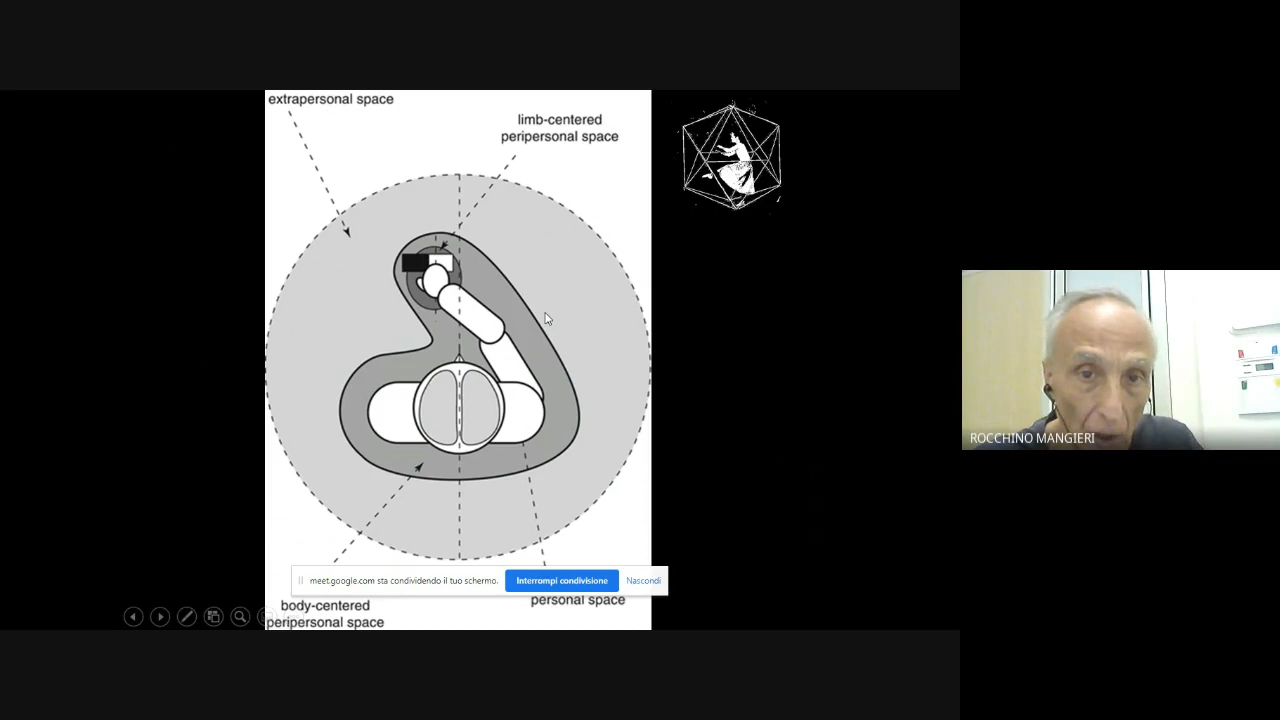 extrapersonal space
limb-centered
peripersonal space
ROCCHINO MANGIERI
meet.google.com sta condividendo il tuo schermo.
Interrompi condivisione
Nascondi
personal space
body-centered
peripersonal space